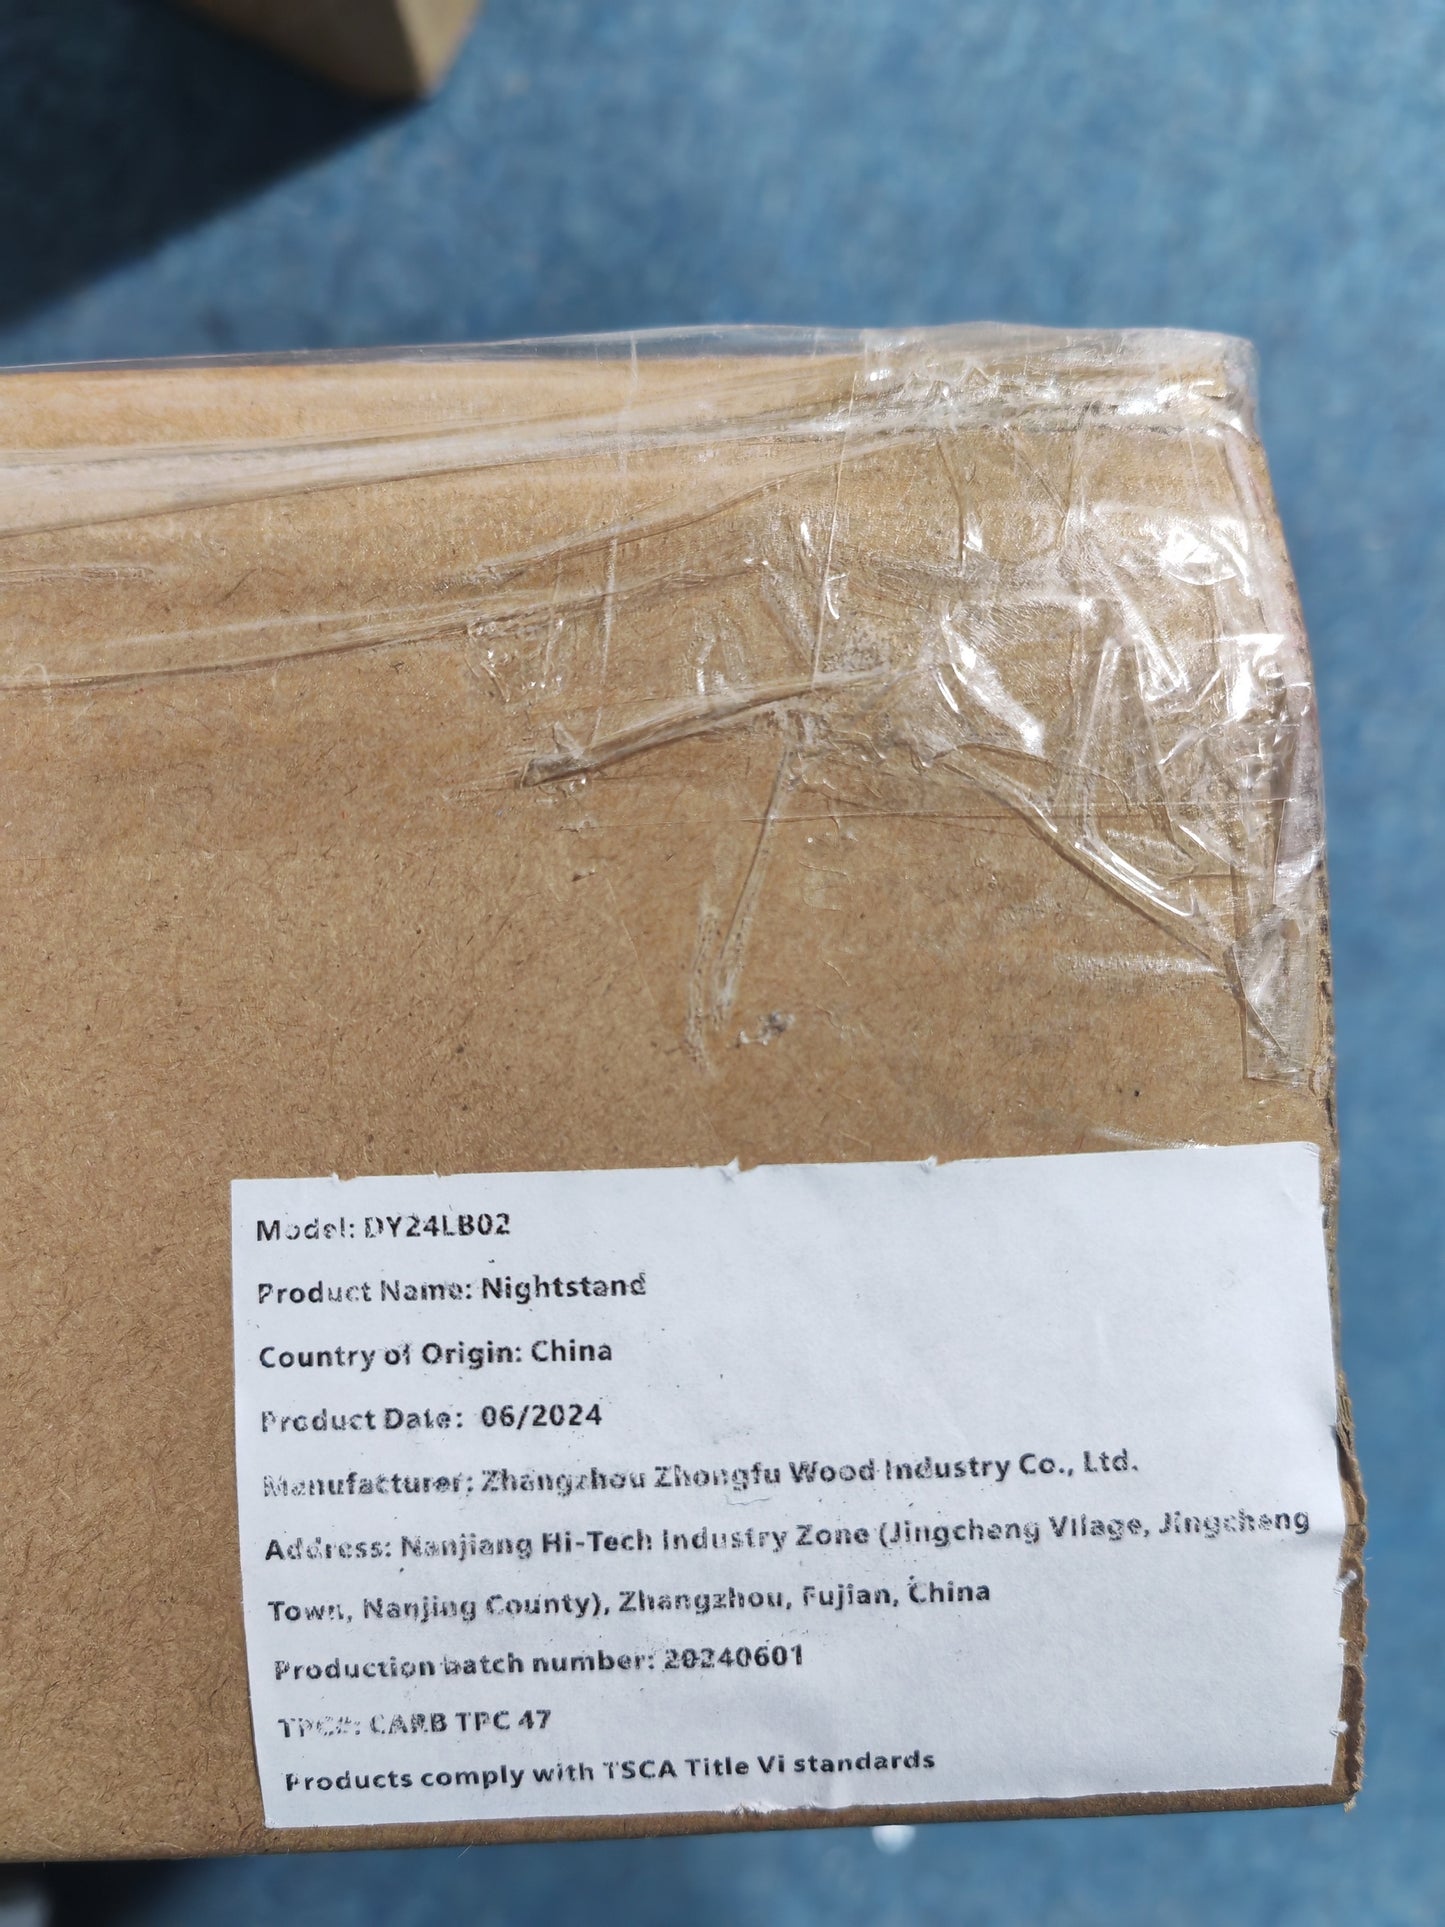 Model: DY24LB02
Product Name: Nightstand
Country of Origin: China
Product Date: 06/2024
Manufacturer: Zhangzhou Zhongfu Wood Industry Co., Ltd.
Address: Nanjiang Hi-Tech Industry Zone (Jingcheng Vilage, Jingcheng
Town, Nanjing County), Zhangzhou, Fujian, China
Production batch number: 20240601
TPC#: CARB TPC 47
Products comply with TSCA Title Vi standards